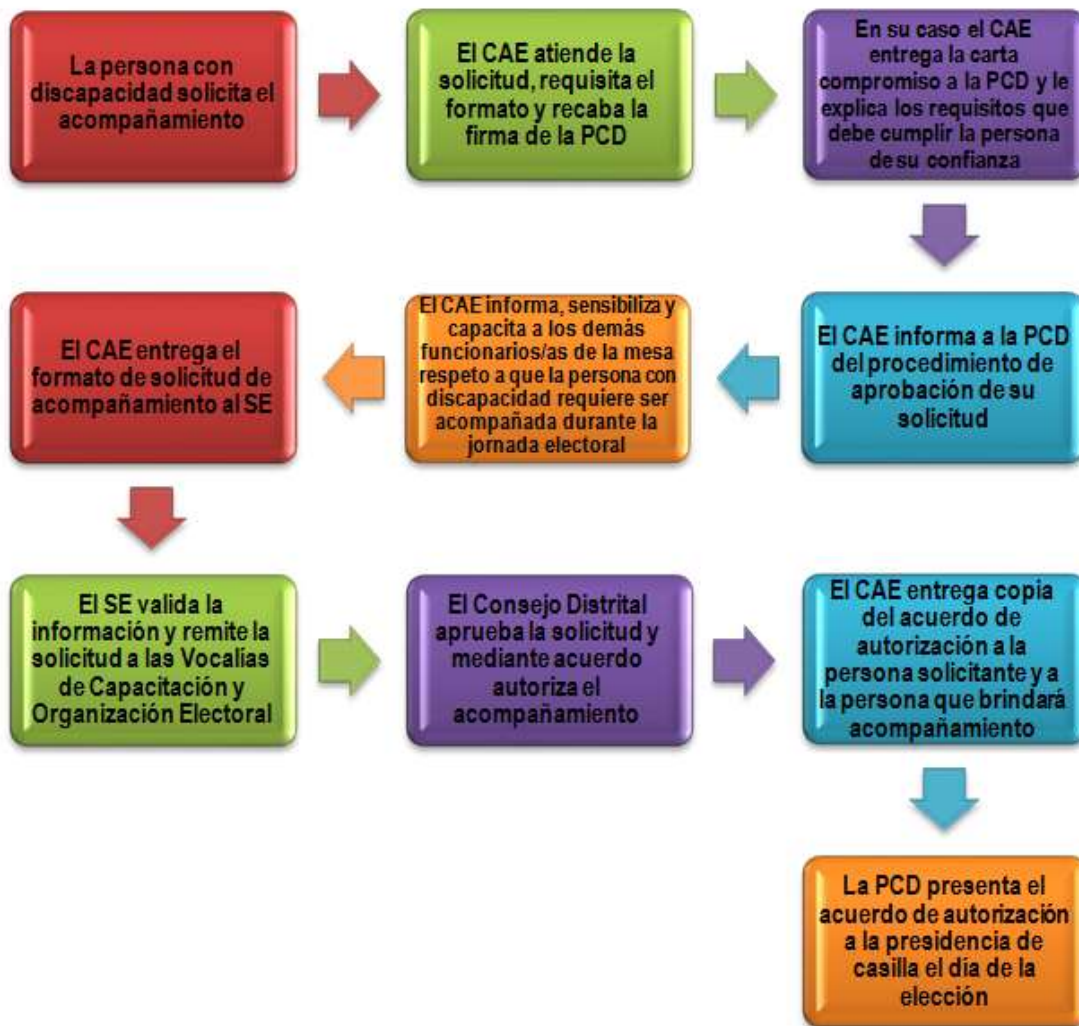 La persona con
discapacidad solicita el
acompañamiento
El CAE atiende la
solicitud, requisita el
formato y recaba la
firma de la PCD
En su caso el CAE
entrega la carta
compromiso a la PCD y le
explica los requisitos que
debe cumplir la persona
de su confianza
El CAE informa a la PCD
del procedimiento de
aprobación de su
solicitud
El CAE informa, sensibiliza y
capacita a los demás
funcionarios/as de la mesa
respeto a que la persona con
discapacidad requiere ser
acompañada durante la
jornada electoral
El CAE entrega el
formato de solicitud de
acompañamiento al SE
El SE valida la
información y remite la
solicitud a las Vocalías
de Capacitación y
Organización Electoral
El Consejo Distrital
aprueba la solicitud y
mediante acuerdo
autoriza el
acompañamiento
El CAE entrega copia
del acuerdo de
autorización a la
persona solicitante y a
la persona que brindará
acompañamiento
La PCD presenta el
acuerdo de autorización
a la presidencia de
casilla el día de la
elección